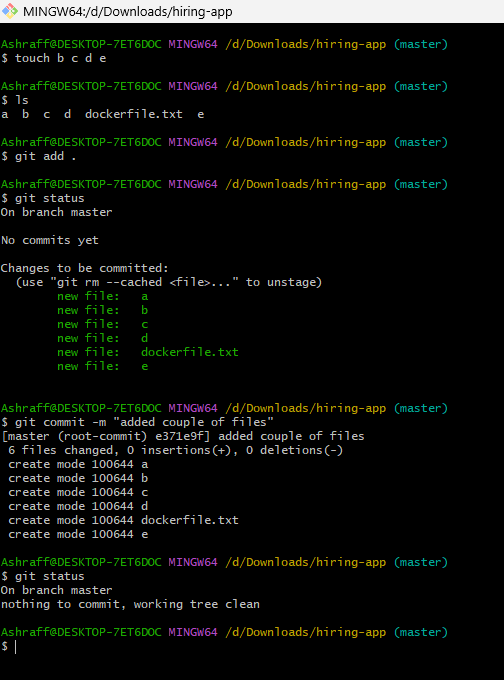 MINGW64:/d/Downloads/hiring-app
Ashraff@DESKTOP-7ET6DOC MINGW64 /d/Downloads/hiring-app (master)
$ touch b c d e
Ashraff@DESKTOP-7ET6DOC MINGW64 /d/Downloads/hiring-app (master)
$ ls
a  b  c  d  dockerfile.txt  e
Ashraff@DESKTOP-7ET6DOC MINGW64 /d/Downloads/hiring-app (master)
$ git add .
Ashraff@DESKTOP-7ET6DOC MINGW64 /d/Downloads/hiring-app (master)
$ git status
On branch master
No commits yet
Changes to be committed:
  (use "git rm --cached <file>..." to unstage)
        new file:   a
        new file:   b
        new file:   c
        new file:   d
        new file:   dockerfile.txt
        new file:   e
Ashraff@DESKTOP-7ET6DOC MINGW64 /d/Downloads/hiring-app (master)
$ git commit -m "added couple of files"
[master (root-commit) e371e9f] added couple of files
 6 files changed, 0 insertions(+), 0 deletions(-)
 create mode 100644 a
 create mode 100644 b
 create mode 100644 c
 create mode 100644 d
 create mode 100644 dockerfile.txt
 create mode 100644 e
Ashraff@DESKTOP-7ET6DOC MINGW64 /d/Downloads/hiring-app (master)
$ git status
On branch master
nothing to commit, working tree clean
Ashraff@DESKTOP-7ET6DOC MINGW64 /d/Downloads/hiring-app (master)
$